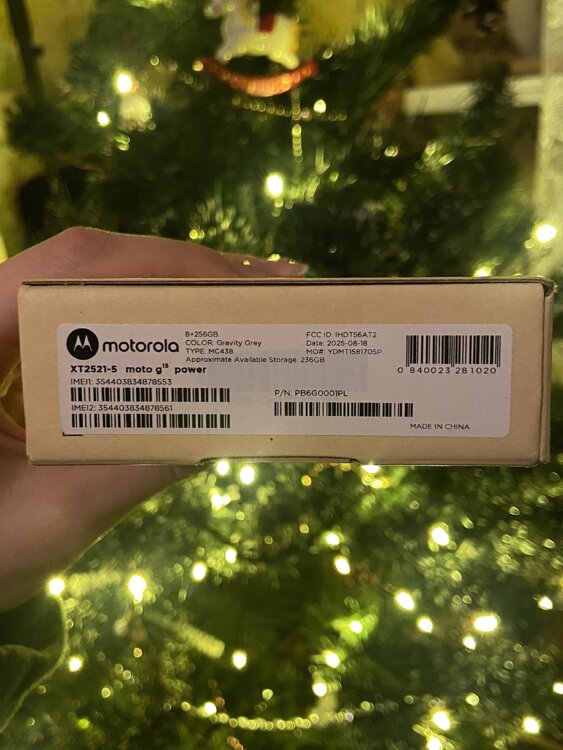 motorola
8+256GB
COLOR: Gravity Grey
TYPE: MC43B
Approximate Available Storage: 236GB
FCC ID: IHDT56AT2
Date: 2025-08-18
MO#: YDMT158170SP
0 840023 281020
XT2521-5 moto g¹⁵ power
IMEI1: 354403834878553
IMEI2: 354403834878561
P/N: PB6G0001PL
MADE IN CHINA